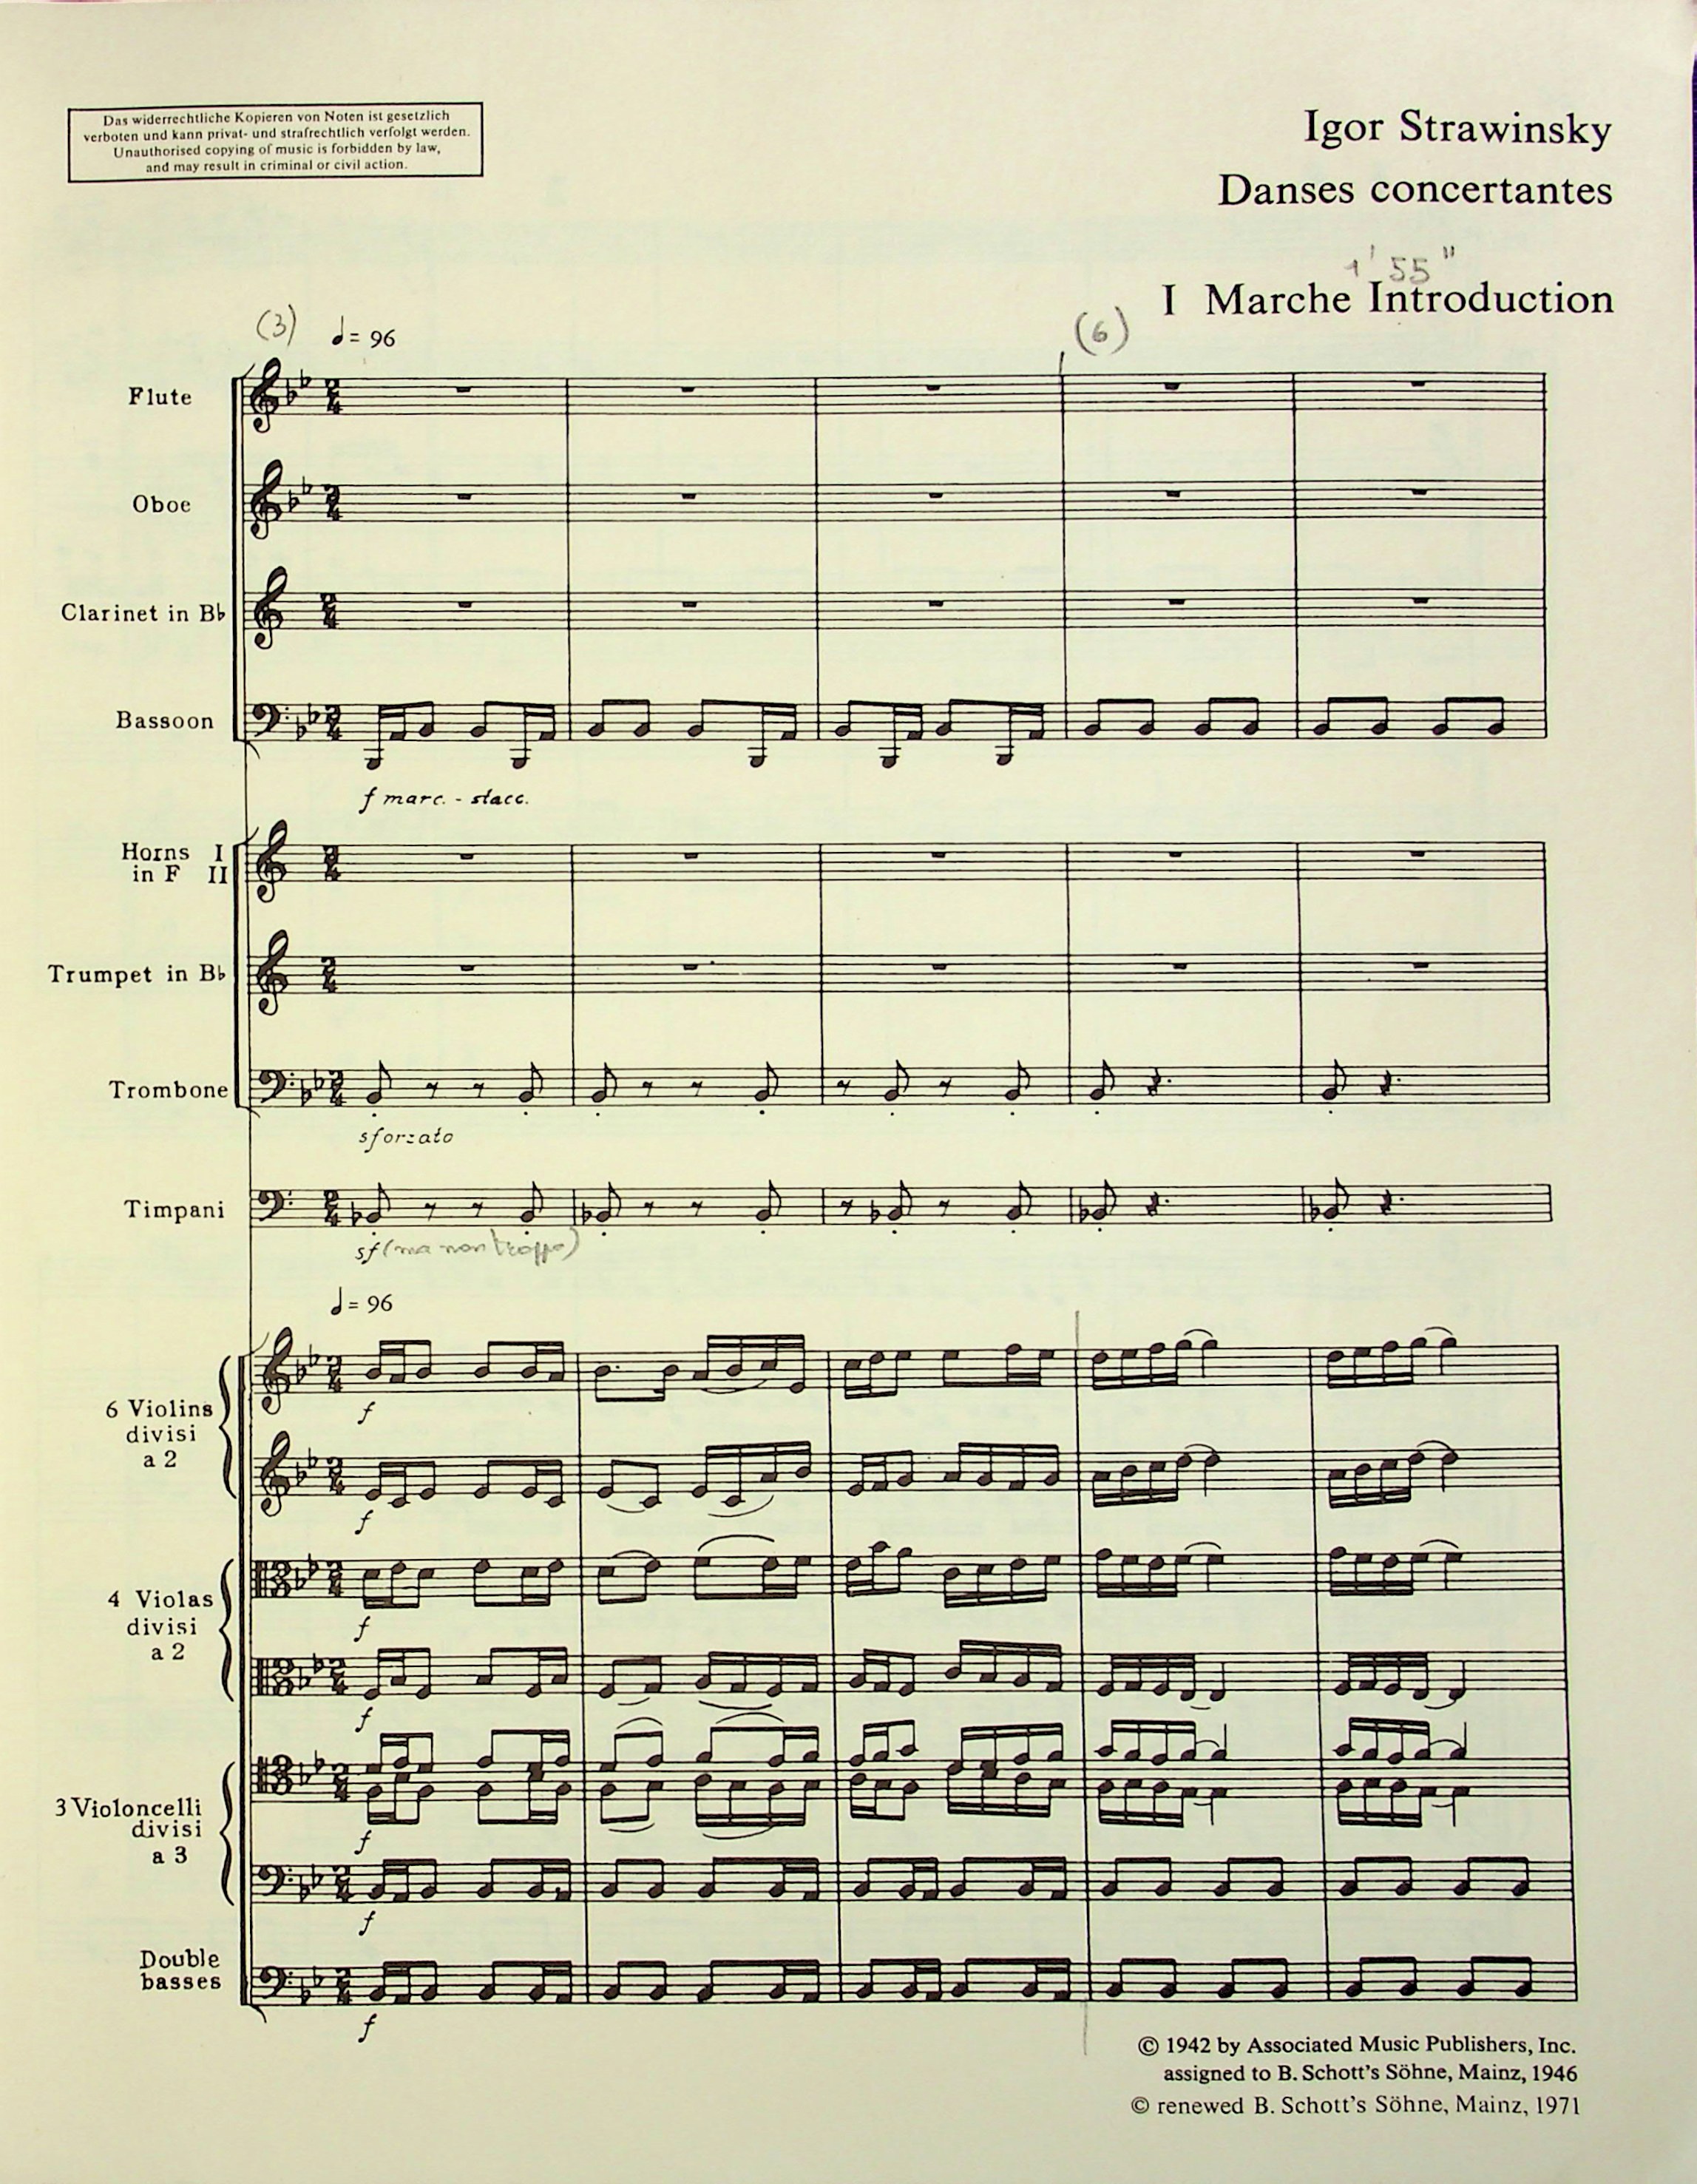 Das widerrechtliche Kopieren von Noten ist gesetzlich
verboten und kann privat- und strafrechtlich verfolgt werden.
Unauthorised copying of music is forbidden by law,
and may result in criminal or civil action.
Igor Strawinsky
Danses concertantes
1'55"
I Marche Introduction
(3) 𝅗𝅥 = 96
(6)
Flute
Oboe
Clarinet in B♭
Bassoon
f marc. - stacc.
Horns I
in F II
Trumpet in B♭
Trombone
sforzato
Timpani
sf (ma non troppo)
𝅗𝅥 = 96
6 Violins
divisi
a 2
f
f
4 Violas
divisi
a 2
f
f
3 Violoncelli
divisi
a 3
f
f
Double
basses
f
© 1942 by Associated Music Publishers, Inc.
assigned to B. Schott's Söhne, Mainz, 1946
© renewed B. Schott's Söhne, Mainz, 1971